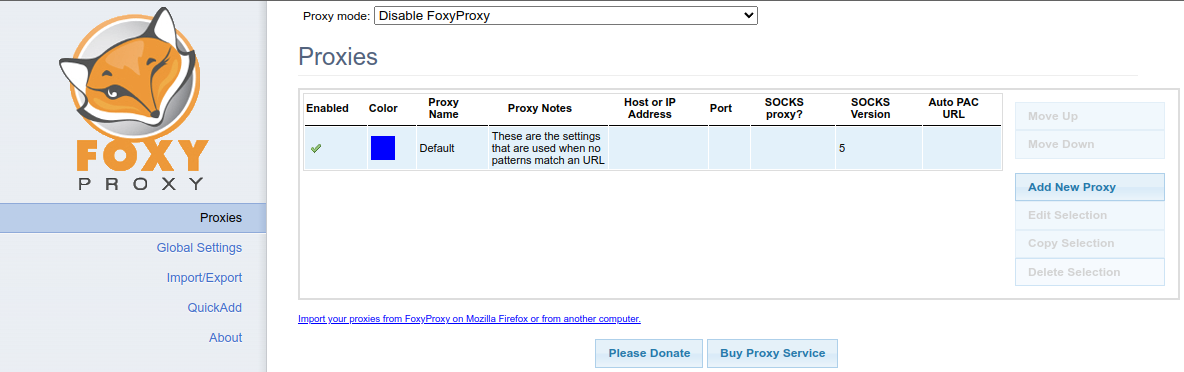 Proxy mode: Disable FoxyProxy
FOXY
PROXY
Proxies
Global Settings
Import/Export
QuickAdd
About
Proxies
Enabled Color Proxy Name Proxy Notes Host or IP Address Port SOCKS proxy? SOCKS Version Auto PAC URL
Default These are the settings that are used when no patterns match an URL 5
Move Up
Move Down
Add New Proxy
Edit Selection
Copy Selection
Delete Selection
Import your proxies from FoxyProxy on Mozilla Firefox or from another computer.
Please Donate Buy Proxy Service